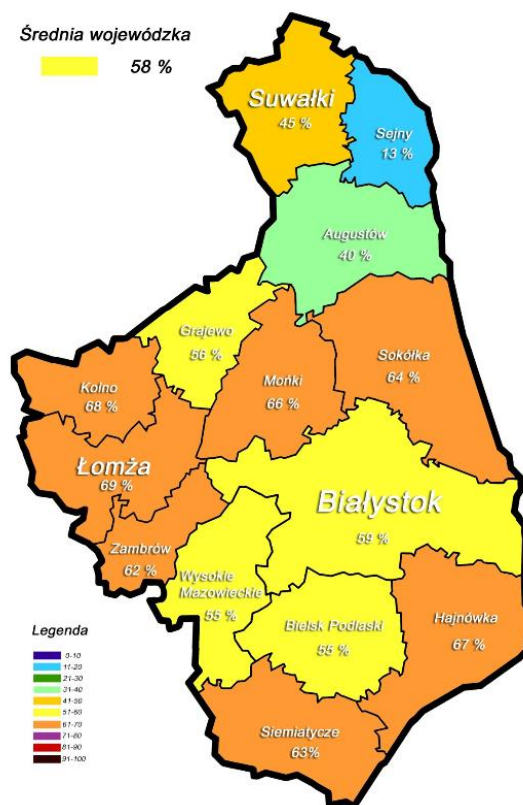 Średnia wojewódzka
58 %
Suwałki
45 %
Sejny
13 %
Augustów
40 %
Grajewo
56 %
Kolno
68 %
Mońki
66 %
Sokółka
64 %
Łomża
69 %
Białystok
59 %
Zambrów
62 %
Wysokie
Mazowieckie
55 %
Bielsk Podlaski
55 %
Hajnówka
67 %
Siemiatycze
63%
Legenda
0-10
11-20
21-30
31-40
41-50
51-60
61-70
71-80
81-90
91-100